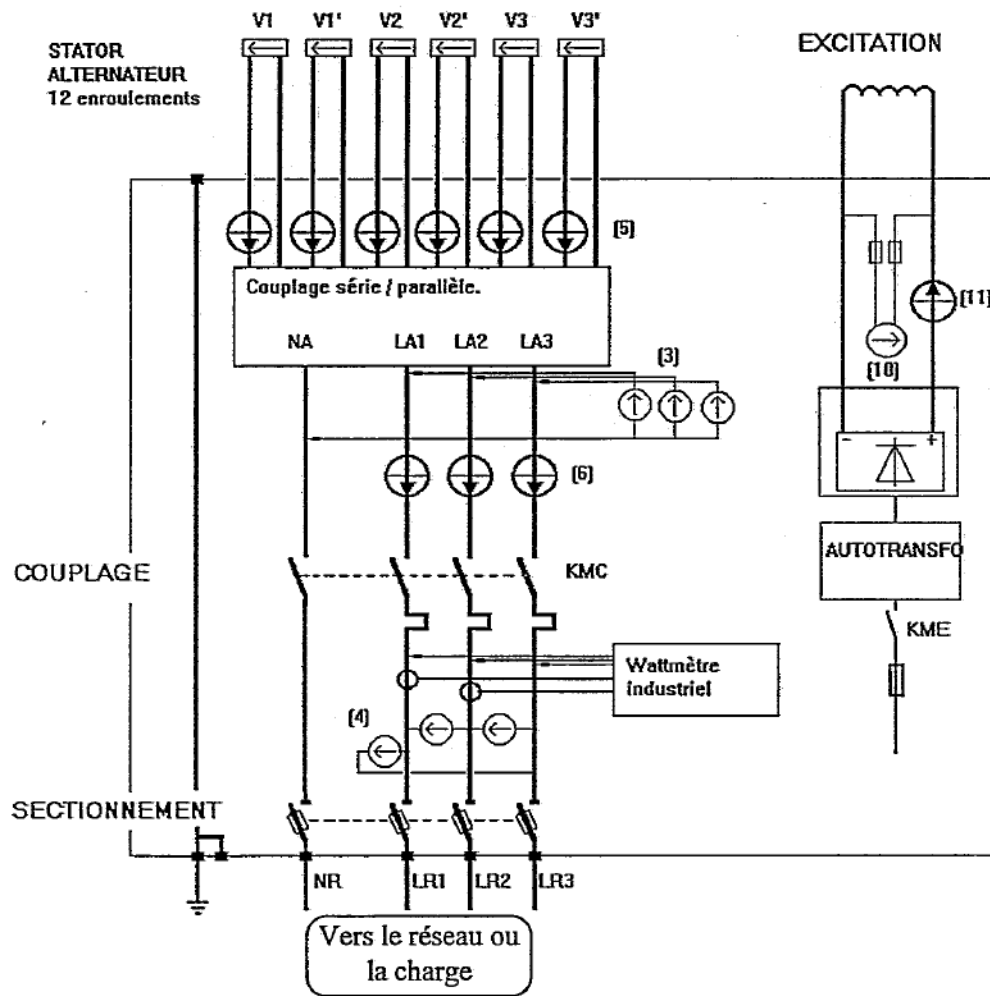 V1 V1' V2 V2' V3 V3'
STATOR
ALTERNATEUR
12 enroulements
EXCITATION
(5)
Couplage série / parallèle.
NA LA1 LA2 LA3
(3)
(11)
(10)
- +
(6)
AUTOTRANSFO
COUPLAGE
KMC
KME
Wattmètre
industriel
(4)
SECTIONNEMENT
NR LR1 LR2 LR3
Vers le réseau ou
la charge